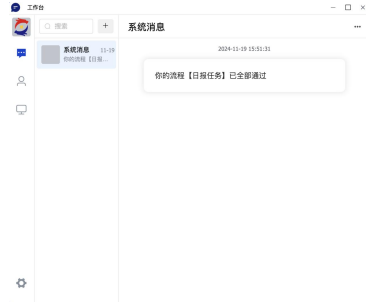 工作台
搜索
系统消息
11-19
你的流程【日报...
系统消息
2024-11-19 15:51:31
你的流程【日报任务】已全部通过